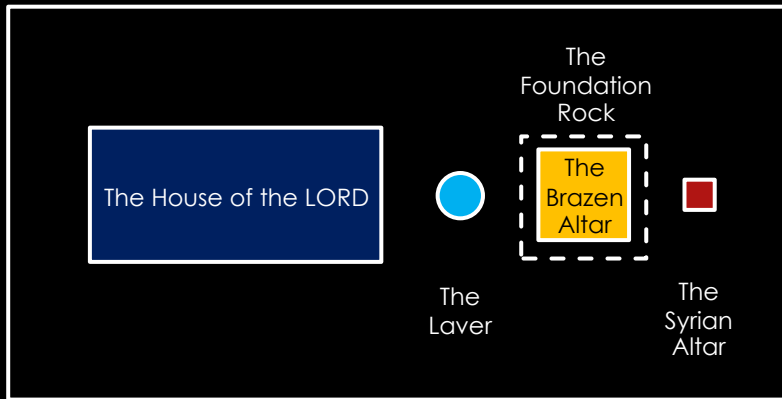 The
Foundation
Rock
The House of the LORD
The
Brazen
Altar
The
Laver
The
Syrian
Altar